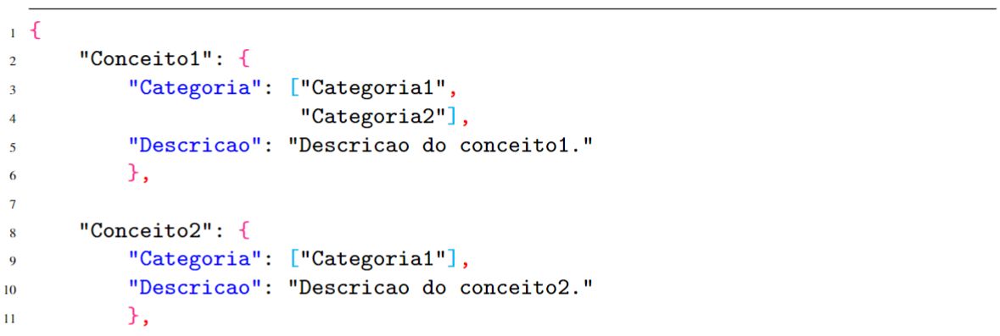 1 {
2 "Conceito1": {
3 "Categoria": ["Categoria1",
4 "Categoria2"],
5 "Descricao": "Descricao do conceito1."
6 },
7
8 "Conceito2": {
9 "Categoria": ["Categoria1"],
10 "Descricao": "Descricao do conceito2."
11 },